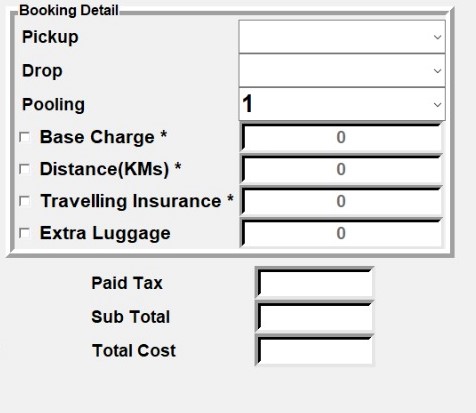 Booking Detail
Pickup
Drop
Pooling 1
Base Charge * 0
Distance(KMs) * 0
Travelling Insurance * 0
Extra Luggage 0
Paid Tax
Sub Total
Total Cost